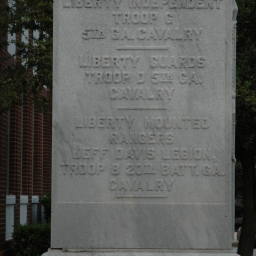 LIBERTY INDEPENDENT
TROOP G
5TH GA. CAVALRY
LIBERTY GUARDS
TROOP D 5TH GA.
CAVALRY
LIBERTY MOUNTED
RANGERS
JEFF DAVIS LEGION,
TROOP B 20TH BATT. GA.
CAVALRY